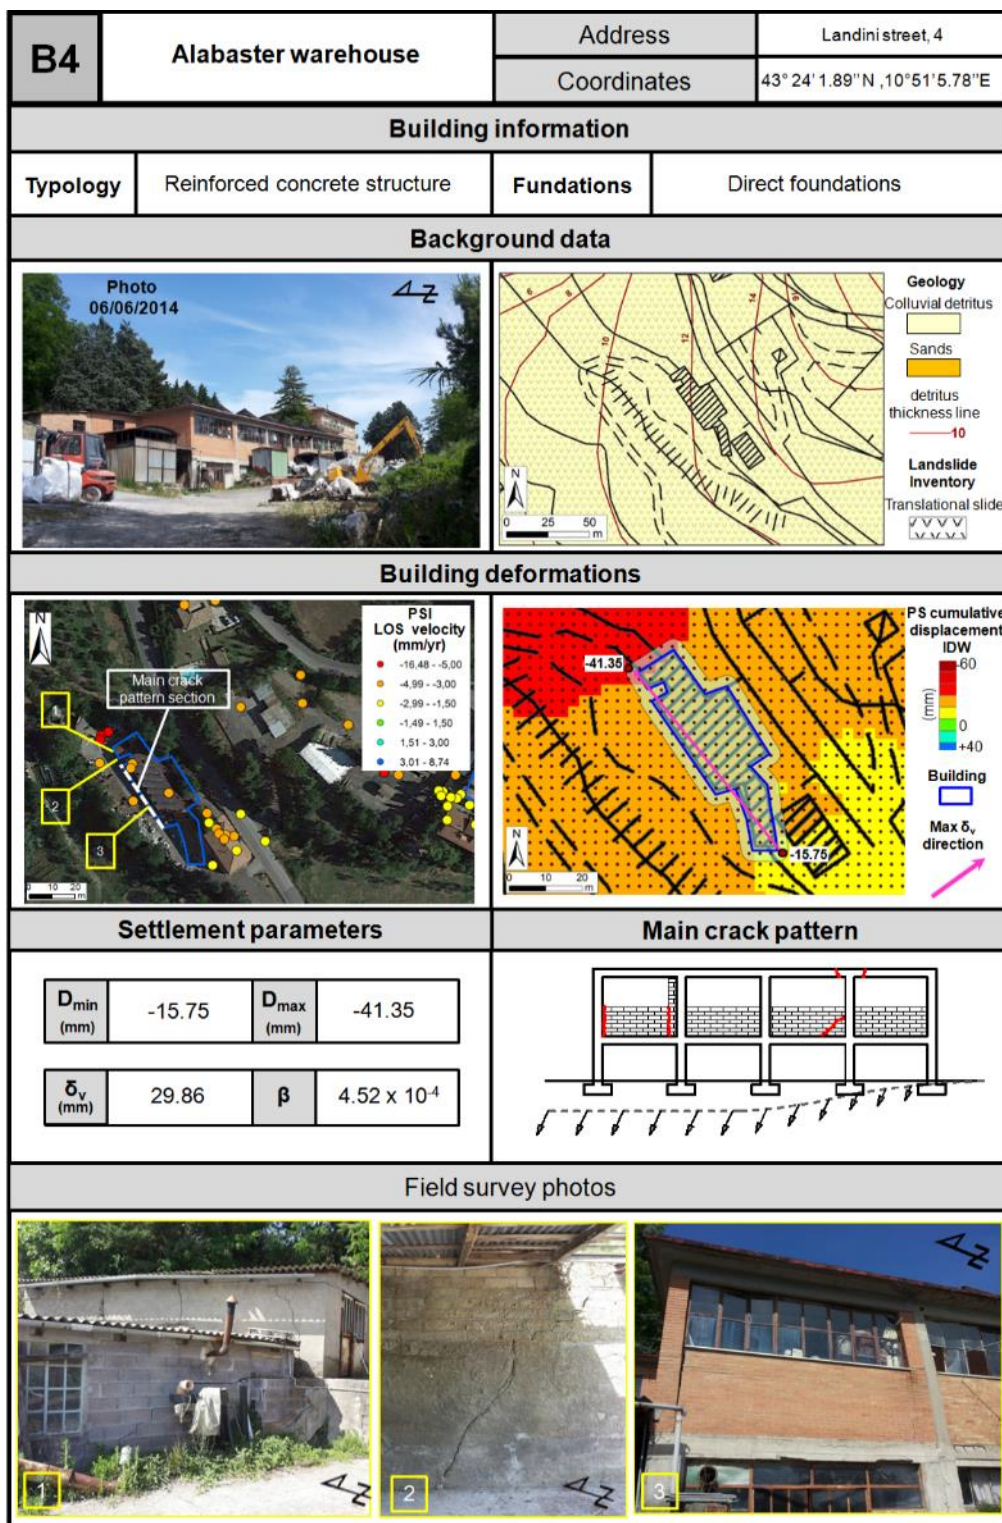 B4
Alabaster warehouse
Address
Landini street, 4
Coordinates
43° 24' 1.89"N ,10°51'5.78"E
Building information
Typology
Reinforced concrete structure
Fundations
Direct foundations
Background data
Photo
06/06/2014
N
6
8
10
12
14
N
0 25 50
m
Geology
Colluvial detritus
Sands
detritus
thickness line
10
Landslide
Inventory
Translational slide
Building deformations
N
Main crack
pattern section
1
2
3
0 10 20
m
PSI
LOS velocity
(mm/yr)
-16,48 - -5,00
-4,99 - -3,00
-2,99 - -1,50
-1,49 - 1,50
1,51 - 3,00
3,01 - 8,74
-41.35
-15.75
N
0 10 20
m
PS cumulative
displacement
IDW
-60
(mm)
0
+40
Building
Max δv
direction
Settlement parameters
Main crack pattern
Dmin
(mm)
-15.75
Dmax
(mm)
-41.35
δv
(mm)
29.86
β
4.52 x 10-4
Field survey photos
1
N
2
N
3
N